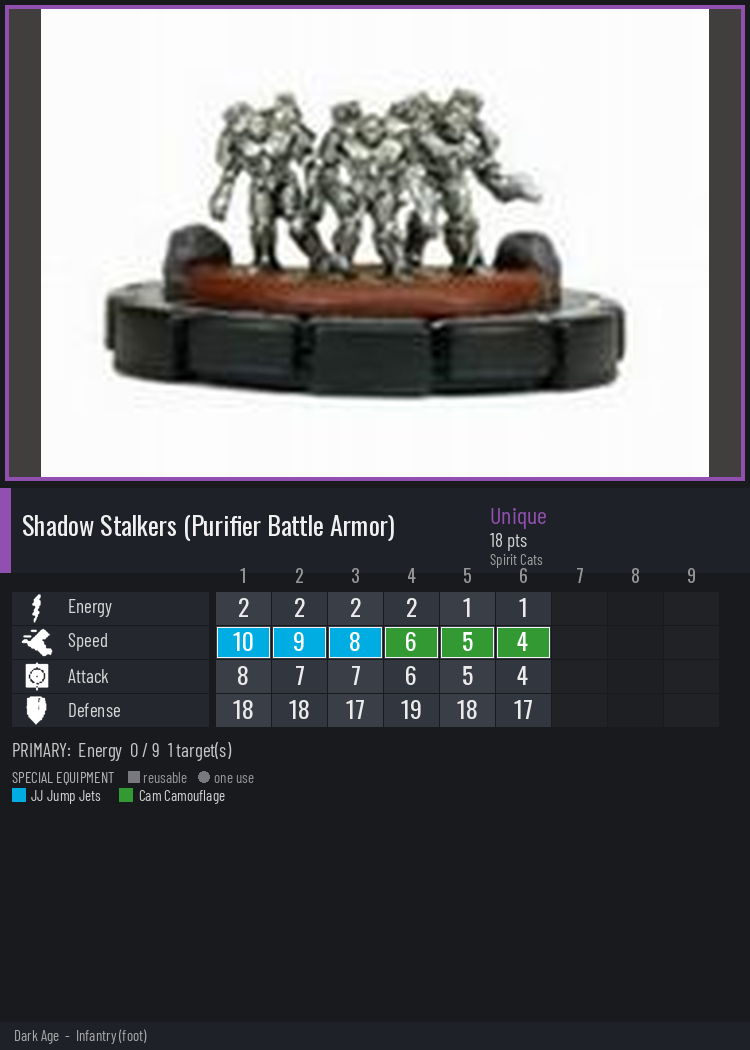 Shadow Stalkers (Purifier Battle Armor)
Unique
18 pts
Spirit Cats
1 2 3 4 5 6 7 8 9
Energy 2 2 2 2 1 1
Speed 10 9 8 6 5 4
Attack 8 7 7 6 5 4
Defense 18 18 17 19 18 17
PRIMARY: Energy 0 / 9 1 target(s)
SPECIAL EQUIPMENT reusable one use
JJ Jump Jets Cam Camouflage
Dark Age - Infantry (foot)